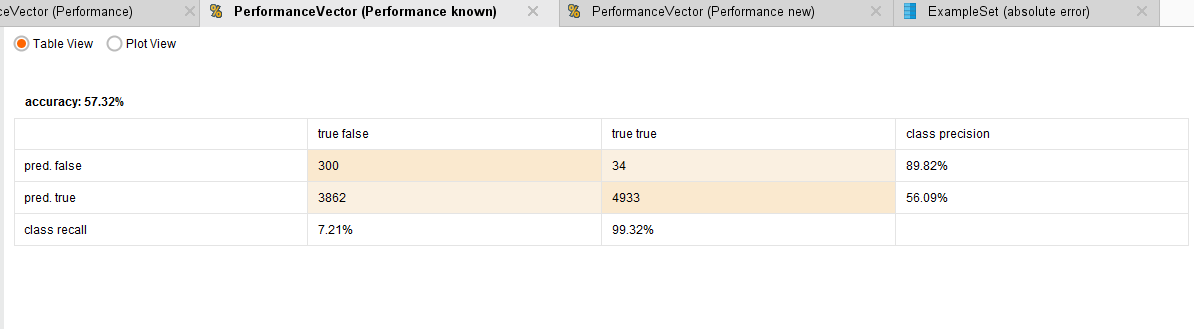 ceVector (Performance) PerformanceVector (Performance known) PerformanceVector (Performance new) ExampleSet (absolute error)
Table View Plot View
accuracy: 57.32%
true false true true class precision
pred. false 300 34 89.82%
pred. true 3862 4933 56.09%
class recall 7.21% 99.32%